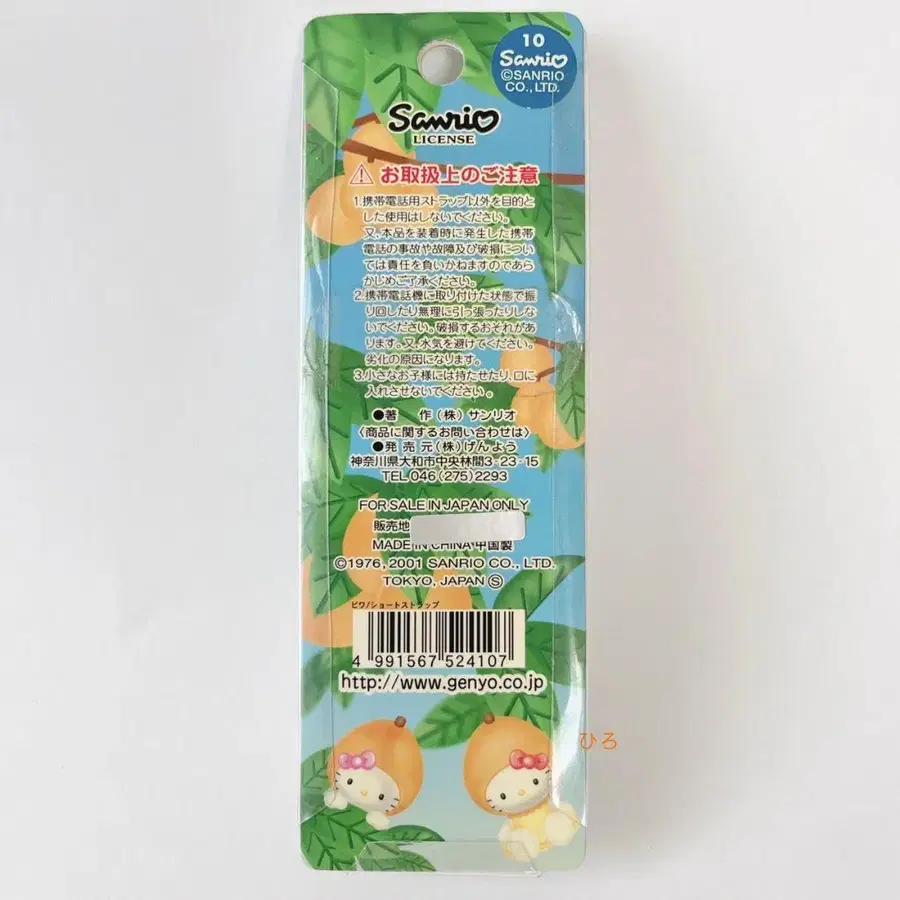 10
Sanrio
©SANRIO
CO., LTD.
Sanrio
LICENSE
⚠ お取扱上のご注意
1.携帯電話用ストラップ以外を目的と
した使用はしないでください。
又、本品を装着時に発生した携帯
電話の事故や故障及び破損につい
ては責任を負いかねますのであら
かじめご了承ください。
2.携帯電話機に取り付けた状態で振
り回したり無理に引っ張ったりしな
いでください。破損するおそれがあ
ります。又、水気を避けてください。
劣化の原因になります。
3.小さなお子様には持たせたり、口に
入れさせないでください。
●著 作(株)サンリオ
〈商品に関するお問い合わせは〉
●発売元(株)げんよう
神奈川県大和市中央林間3-23-15
TEL 046(275)2293
FOR SALE IN JAPAN ONLY
販売地
MADE IN CHINA 中国製
©1976, 2001 SANRIO CO., LTD.
TOKYO, JAPAN Ⓢ
ビワ/ショートストラップ
4 991567 524107
http://www.genyo.co.jp
ひろ